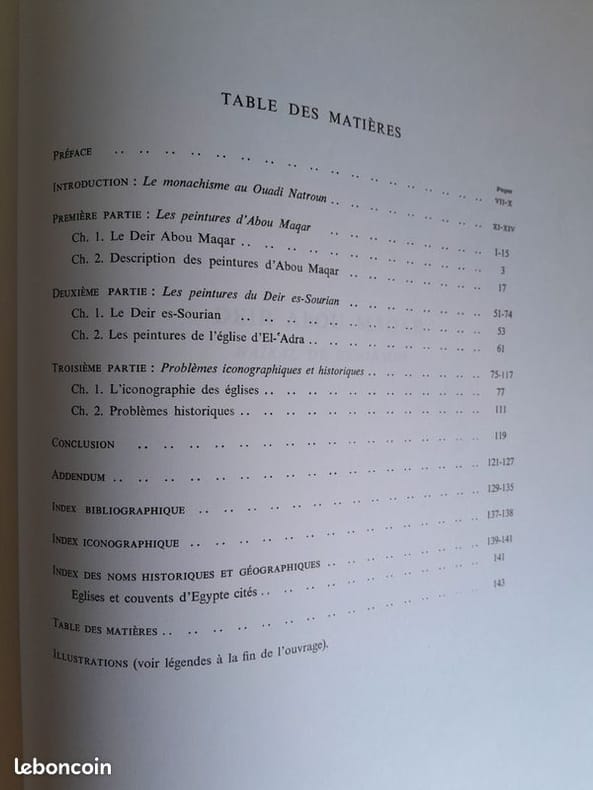 TABLE DES MATIÈRES
Pages
PRÉFACE .. .. .. .. .. .. .. .. .. .. .. .. .. .. VII-X
INTRODUCTION : Le monachisme au Ouadi Natroun .. .. .. .. .. .. .. XI-XIV
PREMIÈRE PARTIE : Les peintures d'Abou Maqar .. .. .. .. .. .. .. 1-15
Ch. 1. Le Deir Abou Maqar .. .. .. .. .. .. .. .. .. .. 3
Ch. 2. Description des peintures d'Abou Maqar .. .. .. .. .. .. 17
DEUXIÈME PARTIE : Les peintures du Deir es-Sourian .. .. .. .. .. .. 51-74
Ch. 1. Le Deir es-Sourian .. .. .. .. .. .. .. .. .. .. 53
Ch. 2. Les peintures de l'église d'El-‘Adra .. .. .. .. .. .. .. 61
TROISIÈME PARTIE : Problèmes iconographiques et historiques .. .. .. .. .. 75-117
Ch. 1. L'iconographie des églises .. .. .. .. .. .. .. .. .. 77
Ch. 2. Problèmes historiques .. .. .. .. .. .. .. .. .. .. 111
CONCLUSION .. .. .. .. .. .. .. .. .. .. .. .. .. 119
ADDENDUM .. .. .. .. .. .. .. .. .. .. .. .. .. .. 121-127
INDEX BIBLIOGRAPHIQUE .. .. .. .. .. .. .. .. .. .. .. 129-135
INDEX ICONOGRAPHIQUE .. .. .. .. .. .. .. .. .. .. .. 137-138
INDEX DES NOMS HISTORIQUES ET GÉOGRAPHIQUES .. .. .. .. .. .. 139-141
Eglises et couvents d'Egypte cités .. .. .. .. .. .. .. .. .. 141
TABLE DES MATIÈRES .. .. .. .. .. .. .. .. .. .. .. .. 143
ILLUSTRATIONS (voir légendes à la fin de l'ouvrage).
leboncoin